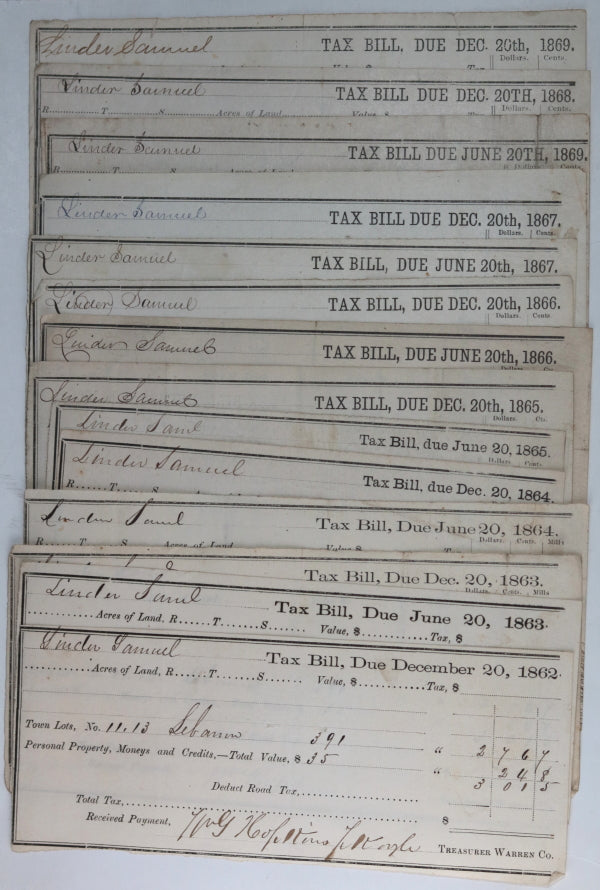 Linder Samuel TAX BILL, DUE DEC. 20th, 1869.
Dollars. Cents.
Linder Samuel TAX BILL DUE DEC. 20TH, 1868.
Dollars. Cents.
R............T............S............Acres of Land............ Value $
Linder Samuel TAX BILL DUE JUNE 20TH, 1869.
Linder Samuel TAX BILL DUE DEC. 20th, 1867.
Dollars. Cents.
Linder Samuel TAX BILL, DUE JUNE 20th, 1867.
Linder Samuel TAX BILL, DUE DEC. 20th, 1866.
Dollars. Cents.
Linder Samuel TAX BILL, DUE JUNE 20th, 1866.
Linder Samuel TAX BILL, DUE DEC. 20th, 1865.
Cts.
Linder Saml Tax Bill, due June 20, 1865.
Dollars. Cents.
Linder Samuel Tax Bill, due Dec. 20, 1864.
Linder Saml Tax Bill, Due June 20, 1864.
Dollars. Cents. Mills
Tax Bill, Due Dec. 20, 1863.
Dollars. Cents. Mills
Linder Saml Tax Bill, Due June 20, 1863.
............Acres of Land, R......T......S....... Value, $............Tax, $
Linder Samuel Tax Bill, Due December 20, 1862.
............Acres of Land, R......T.......S....... Value, $............Tax, $
Town Lots, No. 11.13 Lebanon 391 " 2 7 6 7
Personal Property, Moneys and Credits,—Total Value, $ 35 " 2 4 8
Deduct Road Tax, 3 0 1 5
Total Tax, $
Received Payment, TREASURER WARREN CO.